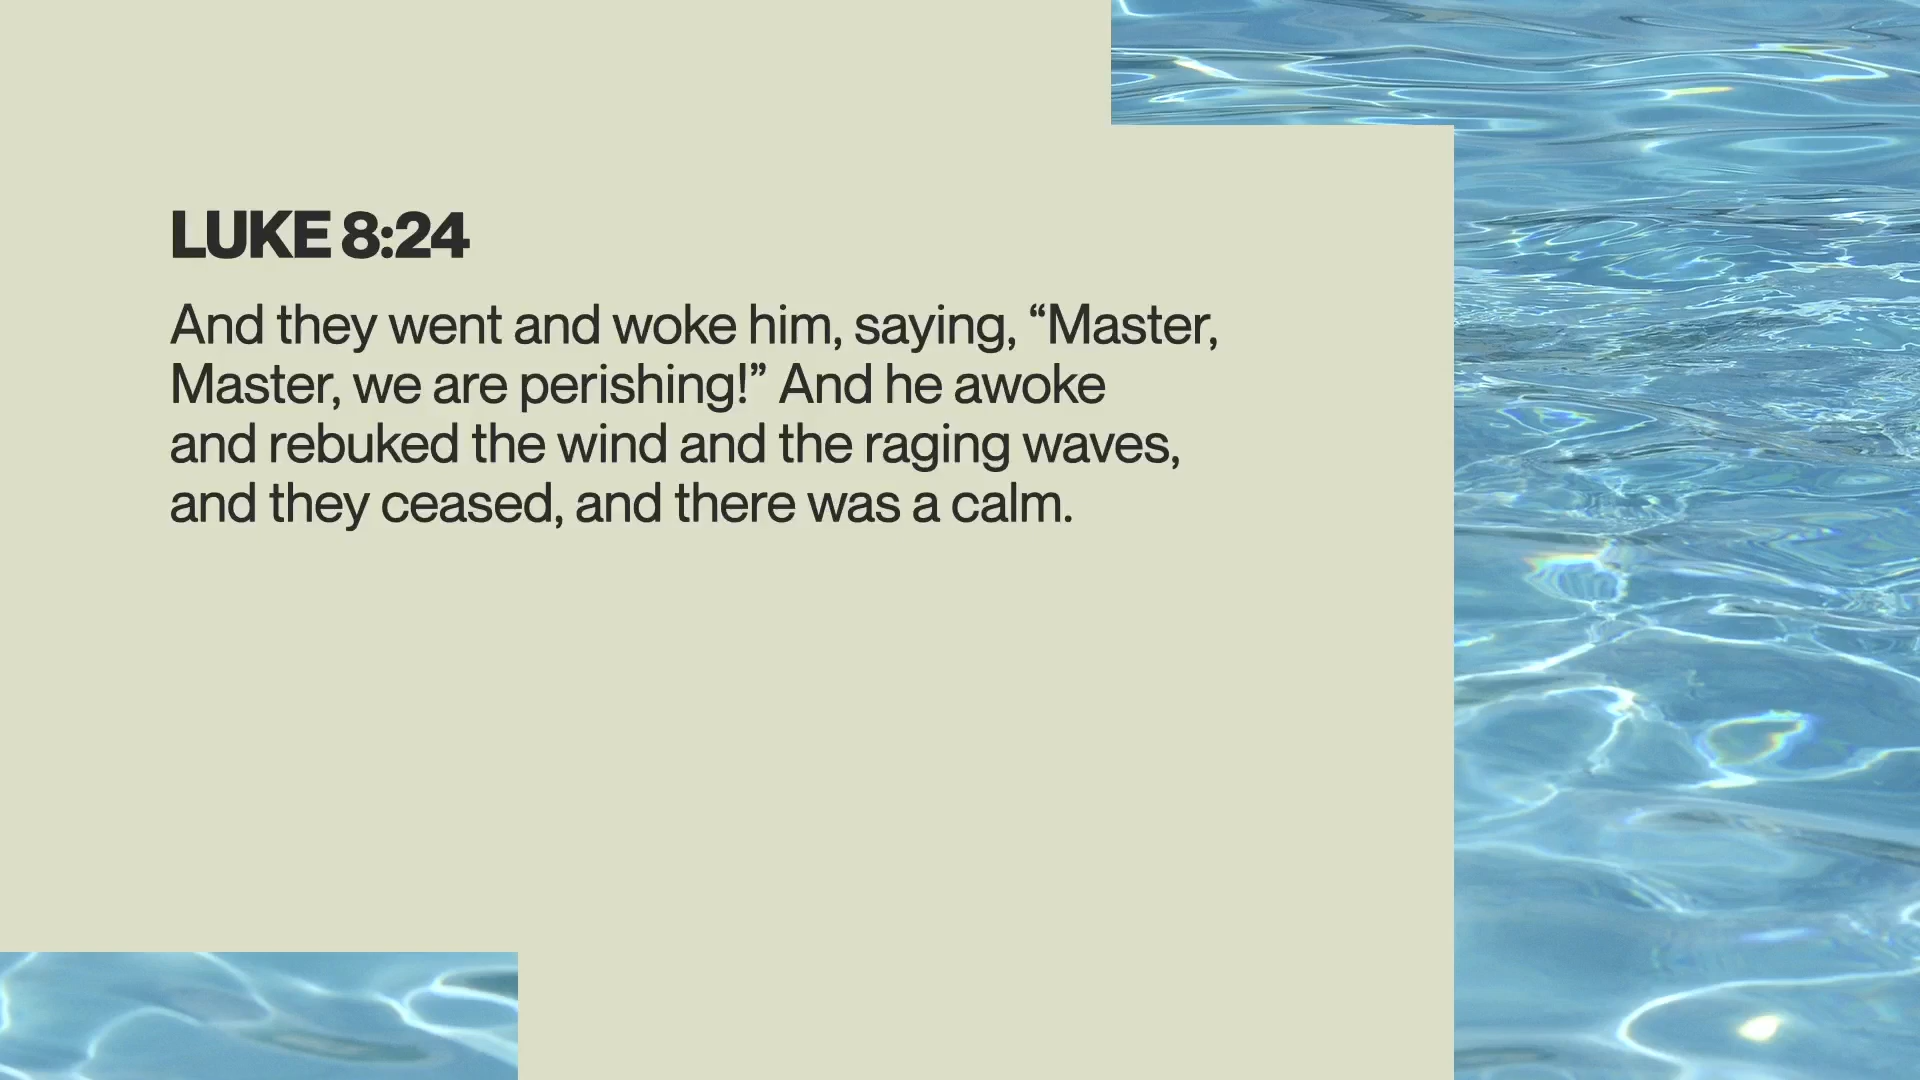 LUKE 8:24
And they went and woke him, saying, “Master,
Master, we are perishing!” And he awoke
and rebuked the wind and the raging waves,
and they ceased, and there was a calm.